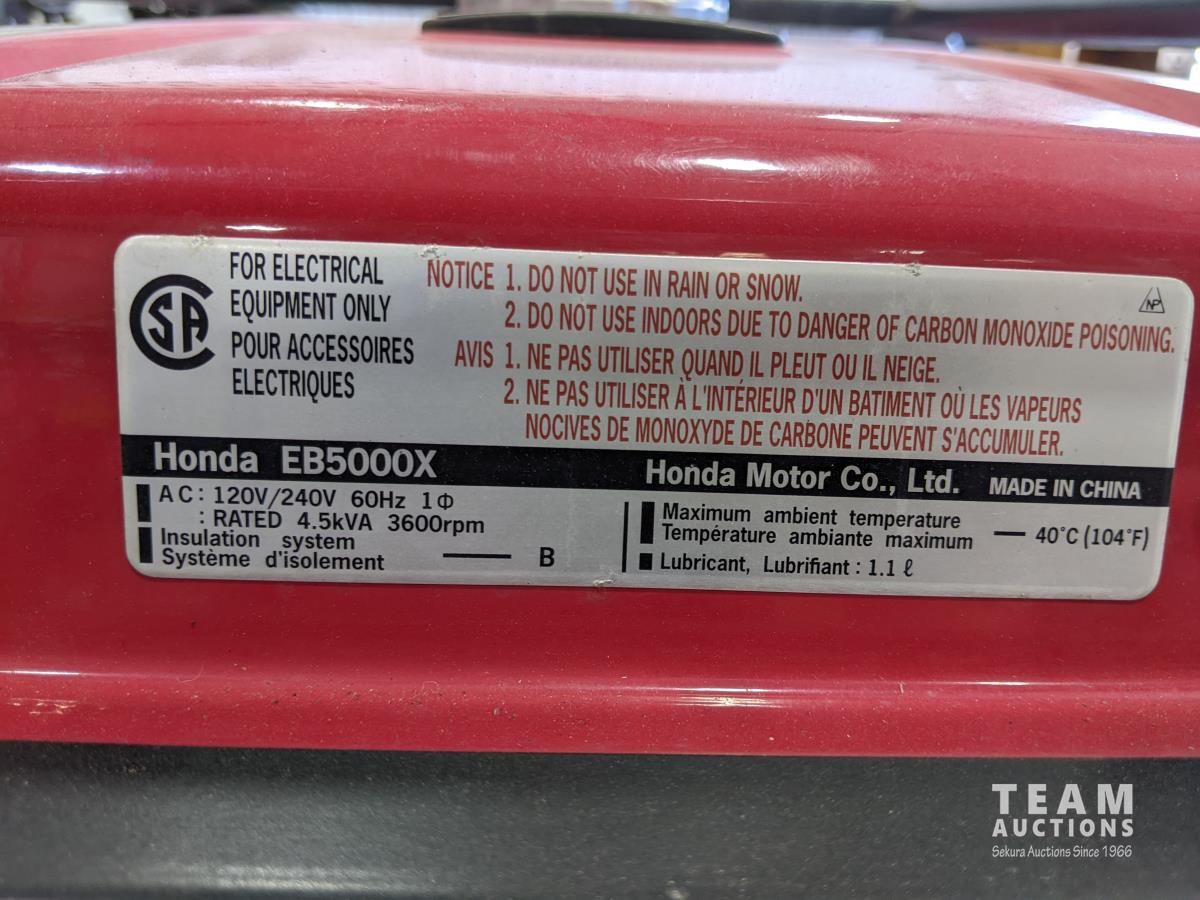 SA
FOR ELECTRICAL
EQUIPMENT ONLY
POUR ACCESSOIRES
ELECTRIQUES
NOTICE 1. DO NOT USE IN RAIN OR SNOW.
2. DO NOT USE INDOORS DUE TO DANGER OF CARBON MONOXIDE POISONING.
AVIS 1. NE PAS UTILISER QUAND IL PLEUT OU IL NEIGE.
2. NE PAS UTILISER À L'INTÉRIEUR D'UN BATIMENT OÙ LES VAPEURS
NOCIVES DE MONOXYDE DE CARBONE PEUVENT S'ACCUMULER.
NP
Honda EB5000X
Honda Motor Co., Ltd. MADE IN CHINA
AC: 120V/240V 60Hz 1Φ
: RATED 4.5kVA 3600rpm
Insulation system
Système d'isolement — B
Maximum ambient temperature
Température ambiante maximum — 40°C (104°F)
Lubricant, Lubrifiant : 1.1 ℓ
TEAM
AUCTIONS
Sekura Auctions Since 1966